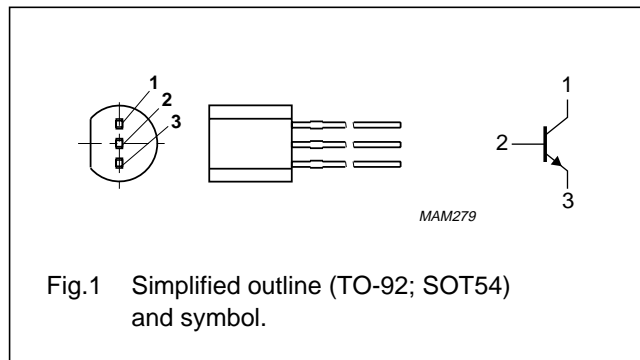 1
2
3
1
2
3
MAM279
Fig.1 Simplified outline (TO-92; SOT54)
and symbol.